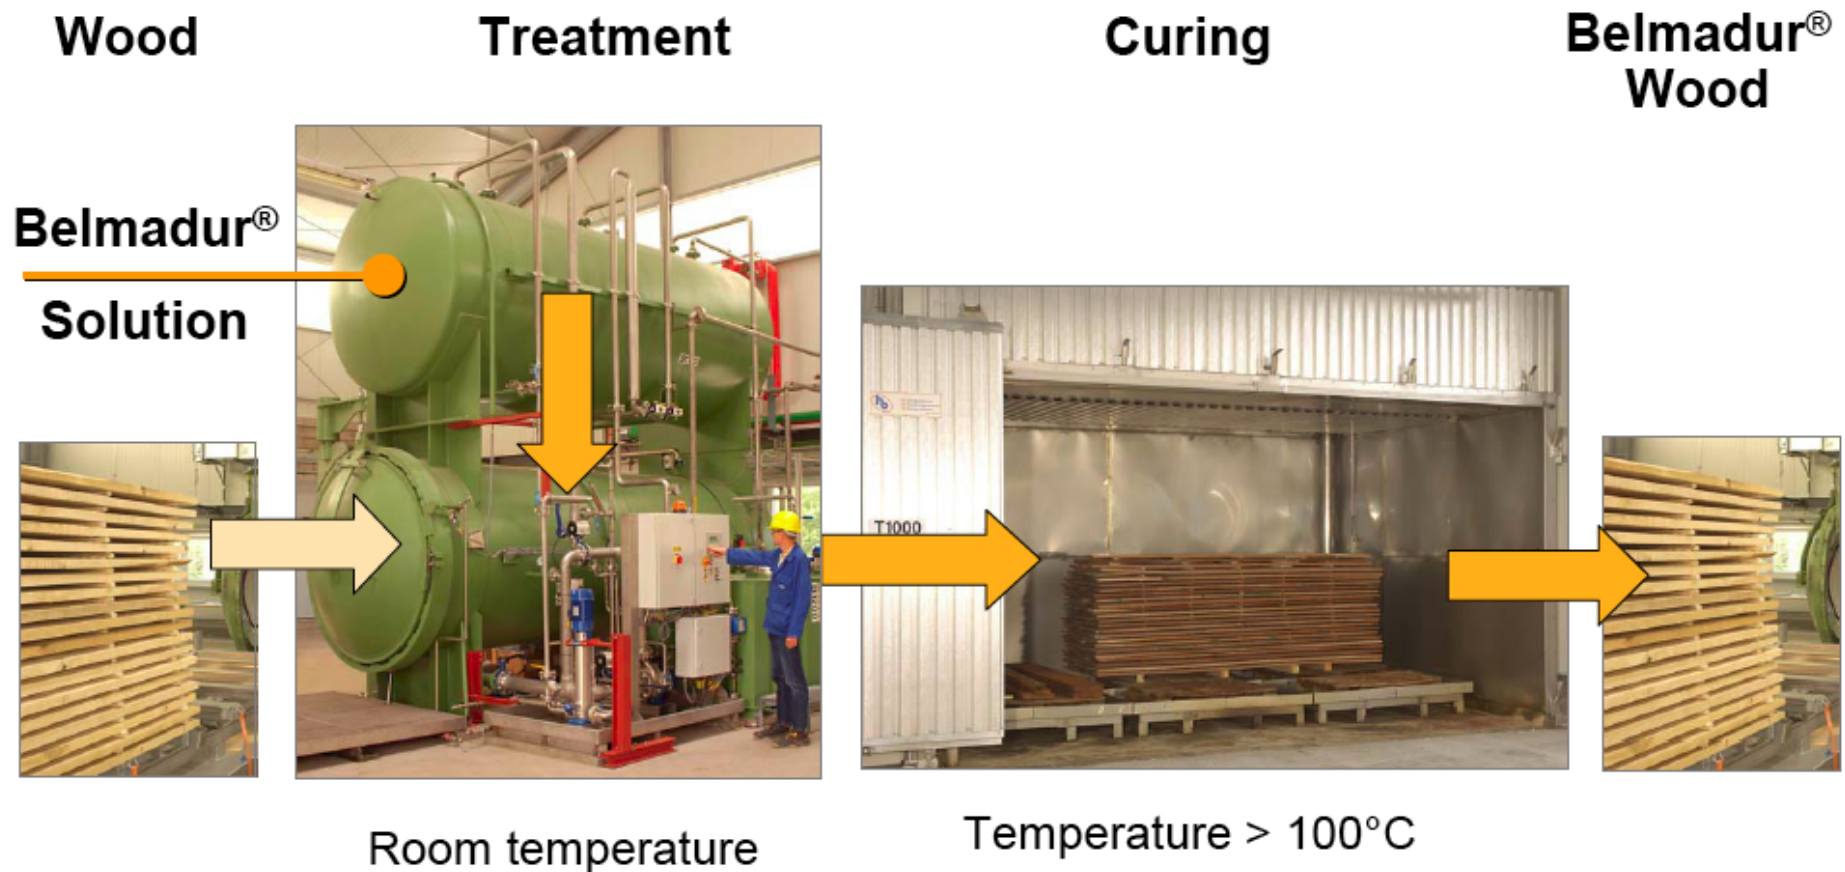 Wood
Treatment
Curing
Belmadur®
Wood
Belmadur®
Solution
T1000
Room temperature
Temperature > 100°C